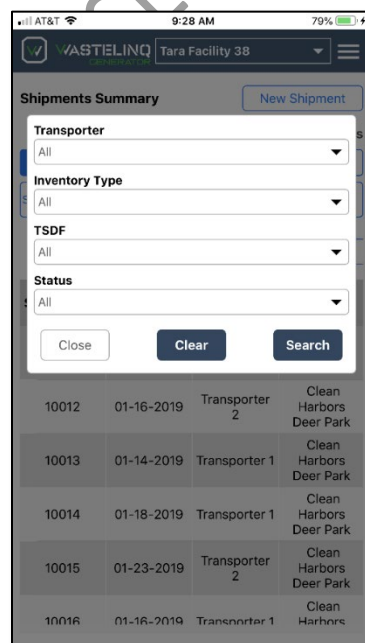 AT&T 9:28 AM 79%
WASTELINQ
GENERATOR
Tara Facility 38
Shipments Summary New Shipment
Transporter
All
Inventory Type
All
TSDF
All
Status
All
Close Clear Search
10012 01-16-2019 Transporter 2 Clean Harbors Deer Park
10013 01-14-2019 Transporter 1 Clean Harbors Deer Park
10014 01-18-2019 Transporter 1 Clean Harbors Deer Park
10015 01-23-2019 Transporter 2 Clean Harbors Deer Park
10016 01-16-2019 Transporter 1 Clean Harbors